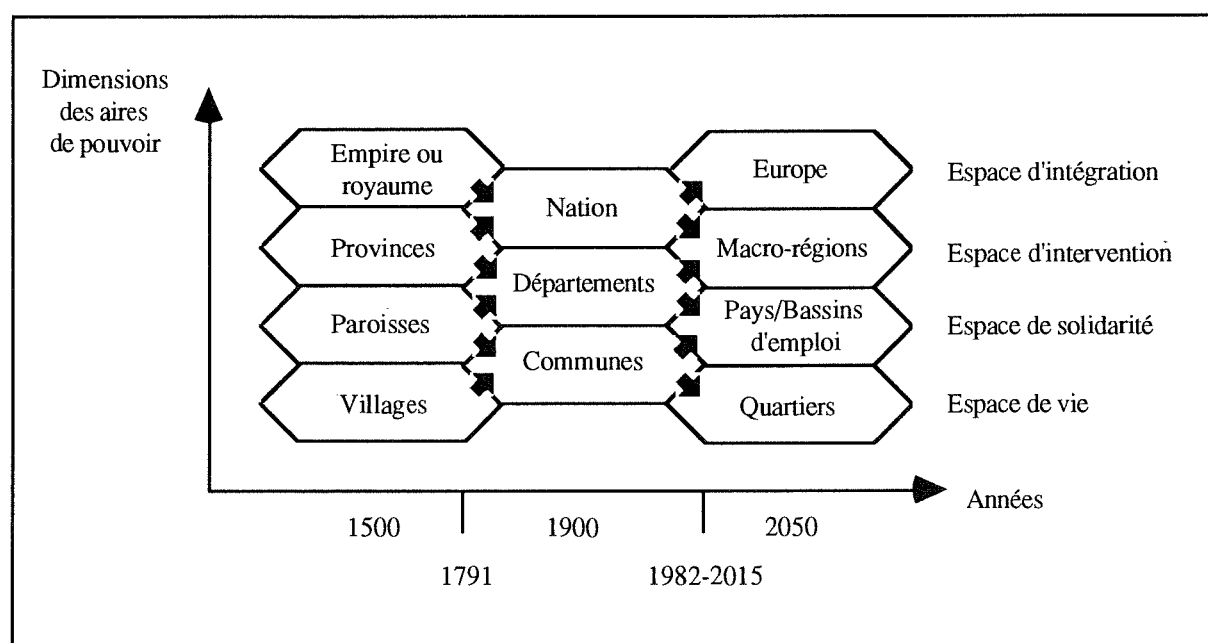 Dimensions
des aires
de pouvoir
Empire ou
royaume
Provinces
Paroisses
Villages
Nation
Départements
Communes
Europe
Macro-régions
Pays/Bassins
d'emploi
Quartiers
Espace d'intégration
Espace d'intervention
Espace de solidarité
Espace de vie
Années
1500
1900
2050
1791
1982-2015